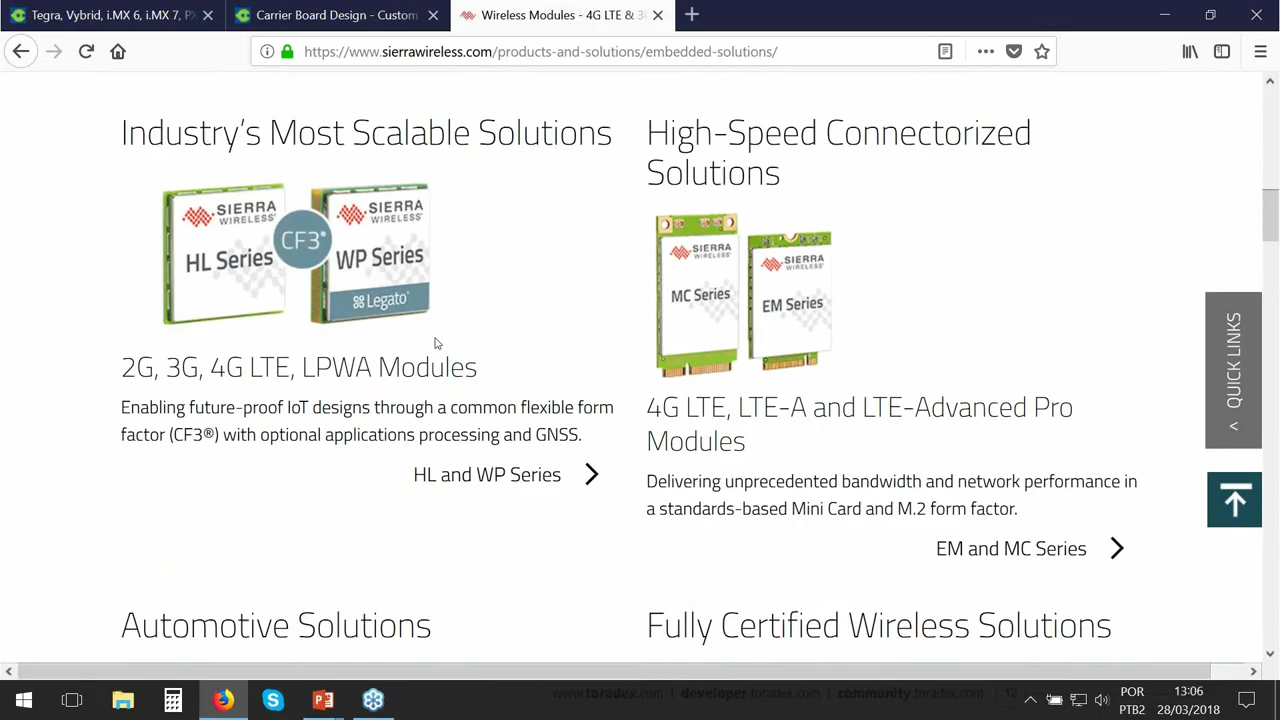 Tegra, Vybrid, i.MX 6, i.MX 7, PX
Carrier Board Design - Custom
Wireless Modules - 4G LTE & 3G
https://www.sierrawireless.com/products-and-solutions/embedded-solutions/
Industry's Most Scalable Solutions
SIERRA
WIRELESS
HL Series
CF3®
SIERRA
WIRELESS
WP Series
Legato
2G, 3G, 4G LTE, LPWA Modules
Enabling future-proof IoT designs through a common flexible form
factor (CF3®) with optional applications processing and GNSS.
HL and WP Series
High-Speed Connectorized
Solutions
SIERRA
WIRELESS
MC Series
SIERRA
WIRELESS
EM Series
4G LTE, LTE-A and LTE-Advanced Pro
Modules
Delivering unprecedented bandwidth and network performance in
a standards-based Mini Card and M.2 form factor.
EM and MC Series
QUICK LINKS
Automotive Solutions
Fully Certified Wireless Solutions
www.toradex.com | developer.toradex.com | community.toradex.com | 12
POR
PTB2
13:06
28/03/2018